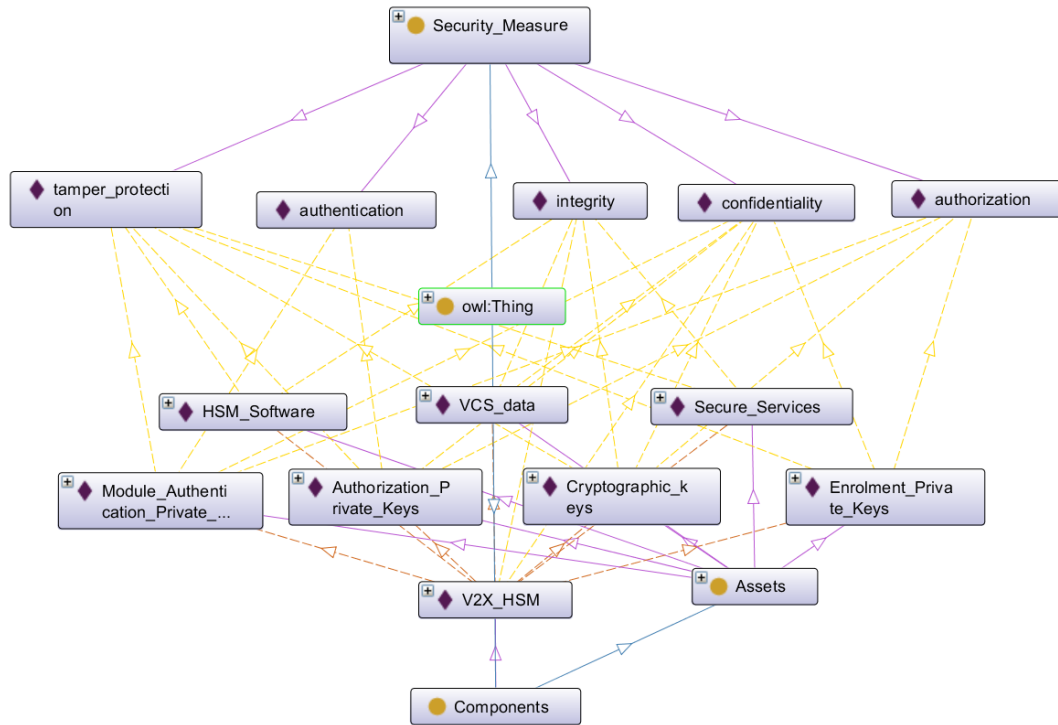 Security_Measure
tamper_protecti
on
authentication
integrity
confidentiality
authorization
owl:Thing
HSM_Software
VCS_data
Secure_Services
Module_Authenti
cation_Private_...
Authorization_P
rivate_Keys
Cryptographic_k
eys
Enrolment_Priva
te_Keys
V2X_HSM
Assets
Components